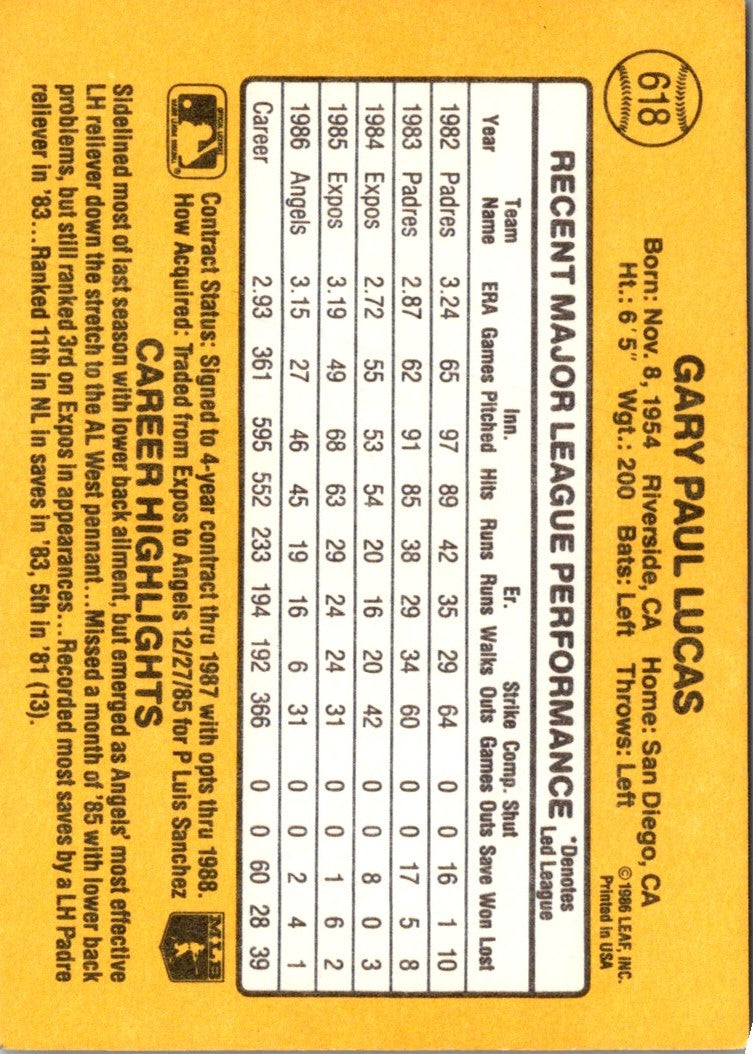 618
GARY PAUL LUCAS
Born: Nov. 8, 1954 Riverside, CA Home: San Diego, CA
Ht.: 6'5" Wgt.: 200 Bats: Left Throws: Left
© 1986 LEAF, INC.
Printed in USA
RECENT MAJOR LEAGUE PERFORMANCE *Denotes Led League
Year Team Name ERA Games Inn. Pitched Hits Runs Er. Runs Walks Strike Outs Comp. Games Shut Outs Save Won Lost
1982 Padres 3.24 65 97 89 42 35 29 64 0 0 16 1 10
1983 Padres 2.87 62 91 85 38 29 34 60 0 0 17 5 8
1984 Expos 2.72 55 53 54 20 16 20 42 0 0 8 0 3
1985 Expos 3.19 49 68 63 29 24 24 31 0 0 1 6 2
1986 Angels 3.15 27 46 45 19 16 6 31 0 0 2 4 1
Career 2.93 361 595 552 233 194 192 366 0 0 60 28 39
Contract Status: Signed to 4-year contract thru 1987 with opts thru 1988.
How Acquired: Traded from Expos to Angels 12/27/85 for P Luis Sanchez
MLB
CAREER HIGHLIGHTS
Sidelined most of last season with lower back ailment, but emerged as Angels' most effective
LH reliever down the stretch to the AL West pennant...Missed a month of '85 with lower back
problems, but still ranked 3rd on Expos in appearances...Recorded most saves by a LH Padre
reliever in '83...Ranked 11th in NL in saves in '83, 5th in '81 (13).